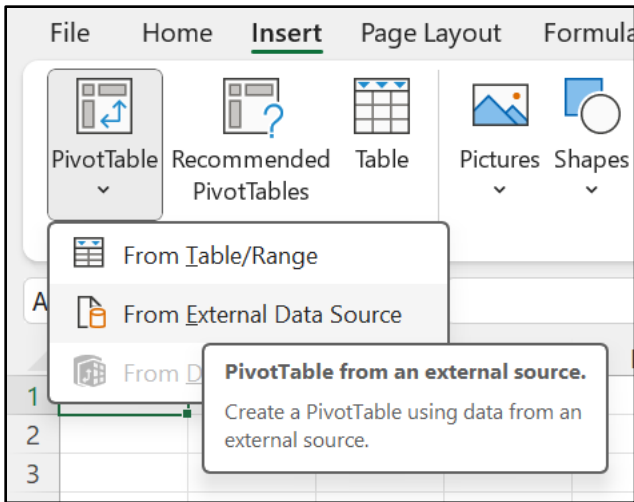 File Home Insert Page Layout Formula
PivotTable Recommended PivotTables Table Pictures Shapes
From Table/Range
A
From External Data Source
From D
PivotTable from an external source.
Create a PivotTable using data from an
external source.
1
2
3